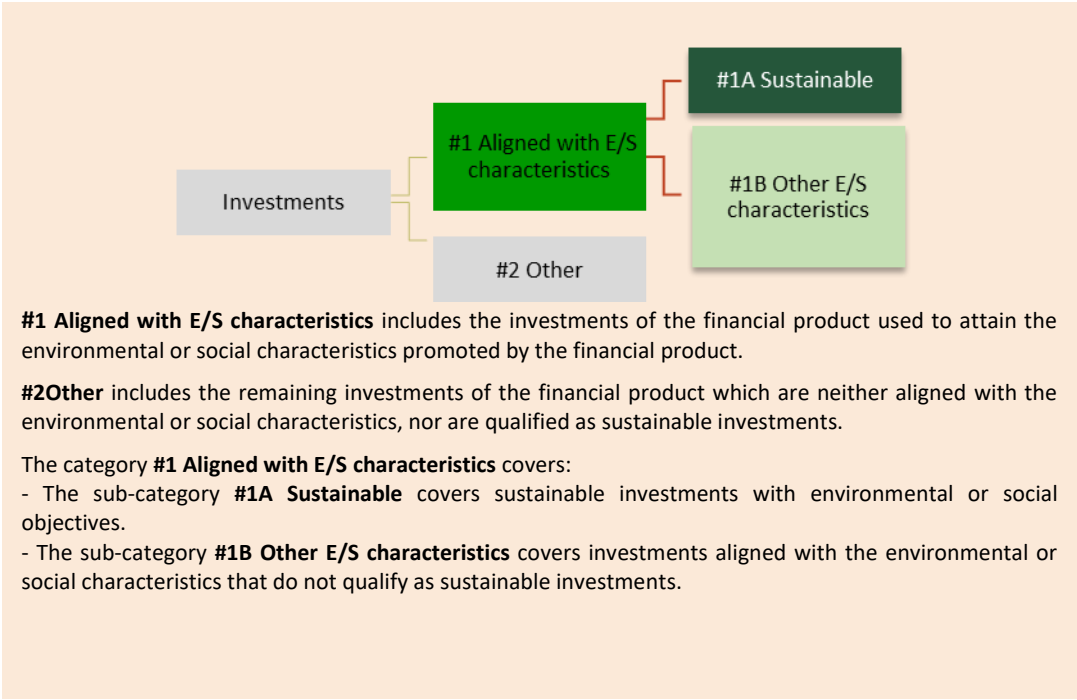 #1A Sustainable
#1 Aligned with E/S
characteristics
#1B Other E/S
characteristics
Investments
#2 Other
#1 Aligned with E/S characteristics includes the investments of the financial product used to attain the
environmental or social characteristics promoted by the financial product.
#2Other includes the remaining investments of the financial product which are neither aligned with the
environmental or social characteristics, nor are qualified as sustainable investments.
The category #1 Aligned with E/S characteristics covers:
- The sub-category #1A Sustainable covers sustainable investments with environmental or social
objectives.
- The sub-category #1B Other E/S characteristics covers investments aligned with the environmental or
social characteristics that do not qualify as sustainable investments.